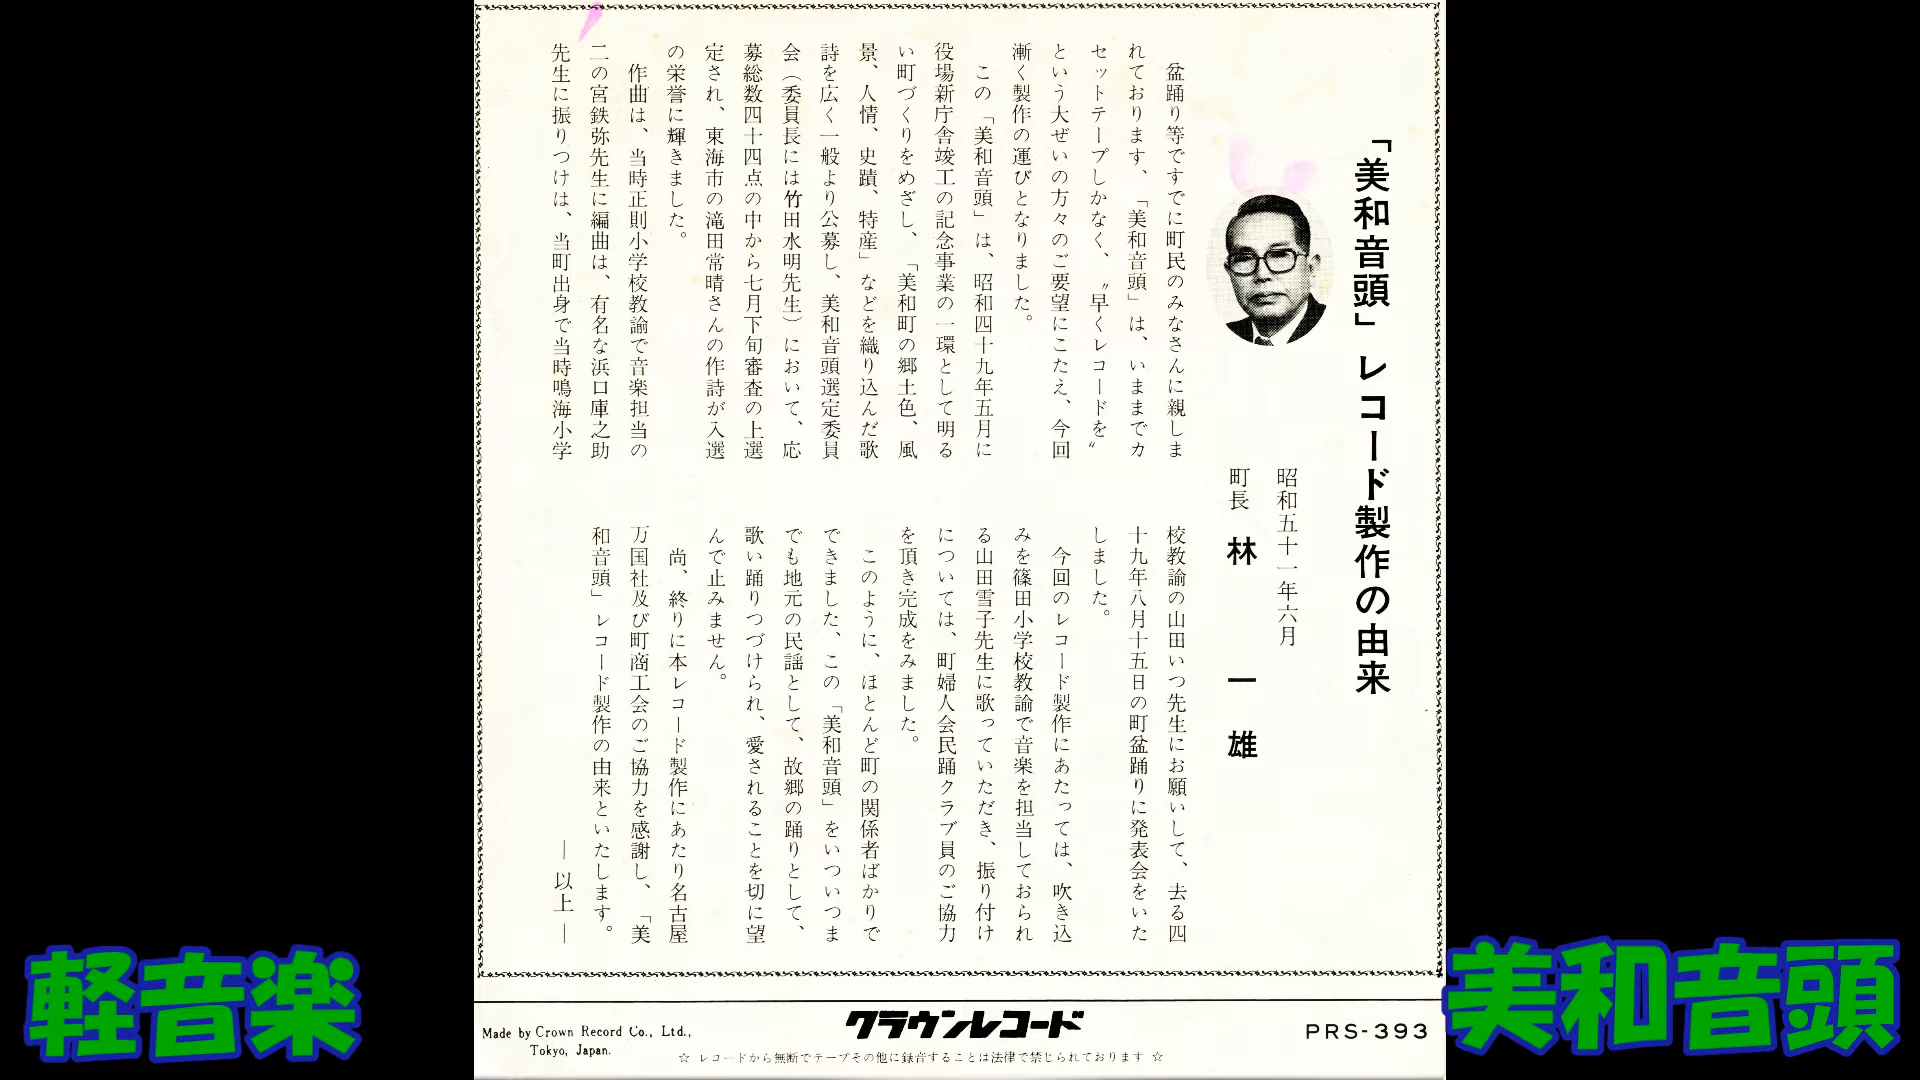 「美和音頭」レコード製作の由来
昭和五十一年六月
町長 林 一 雄
盆踊り等ですでに町民のみなさんに親しま
れております、「美和音頭」は、いままでカ
セットテープしかなく、〝早くレコードを〟
という大ぜいの方々のご要望にこたえ、今回
漸く製作の運びとなりました。
この「美和音頭」は、昭和四十九年五月に
役場新庁舎竣工の記念事業の一環として明る
い町づくりをめざし、「美和町の郷土色、風
景、人情、史蹟、特産」などを織り込んだ歌
詩を広く一般より公募し、美和音頭選定委員
会（委員長には竹田水明先生）において、応
募総数四十四点の中から七月下旬審査の上選
定され、東海市の滝田常晴さんの作詩が入選
の栄誉に輝きました。
作曲は、当時正則小学校教諭で音楽担当の
二の宮鉄弥先生に編曲は、有名な浜口庫之助
先生に振りつけは、当町出身で当時鳴海小学
校教諭の山田いつ先生にお願いして、去る四
十九年八月十五日の町盆踊りに発表会をいた
しました。
今回のレコード製作にあたっては、吹き込
みを篠田小学校教諭で音楽を担当しておられ
る山田雪子先生に歌っていただき、振り付け
については、町婦人会民踊クラブ員のご協力
を頂き完成をみました。
このように、ほとんど町の関係者ばかりで
できました、この「美和音頭」をいついつま
でも地元の民謡として、故郷の踊りとして、
歌い踊りつづけられ、愛されることを切に望
んで止みません。
尚、終りに本レコード製作にあたり名古屋
万国社及び町商工会のご協力を感謝し、「美
和音頭」レコード製作の由来といたします。
―以上―
軽音楽
美和音頭
Made by Crown Record Co., Ltd.,
Tokyo, Japan.
クラウンレコード
PRS-393
☆ レコードから無断でテープその他に録音することは法律で禁じられております ☆